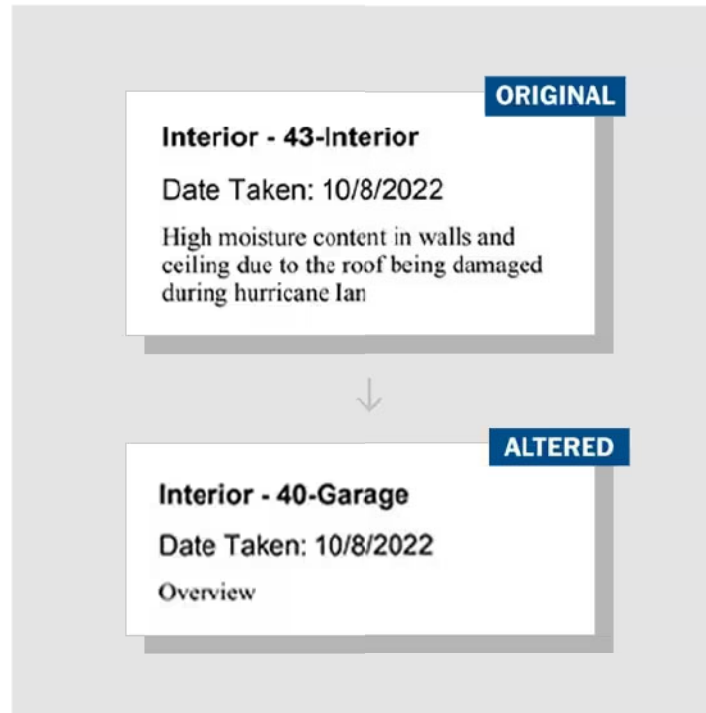 ORIGINAL
Interior - 43-Interior
Date Taken: 10/8/2022
High moisture content in walls and
ceiling due to the roof being damaged
during hurricane Ian
ALTERED
Interior - 40-Garage
Date Taken: 10/8/2022
Overview